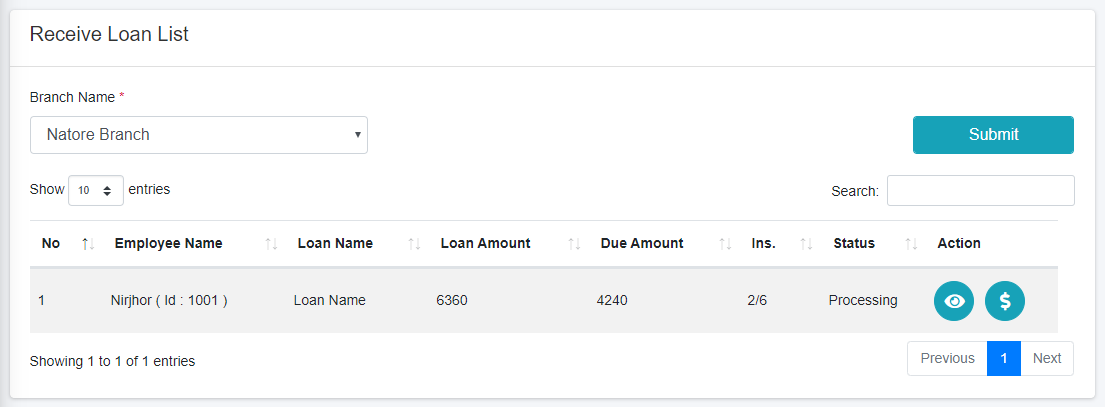 Receive Loan List
Branch Name *
Natore Branch
Submit
Show 10 entries
Search:
No Employee Name Loan Name Loan Amount Due Amount Ins. Status Action
1 Nirjhor ( Id : 1001 ) Loan Name 6360 4240 2/6 Processing $
Showing 1 to 1 of 1 entries
Previous 1 Next